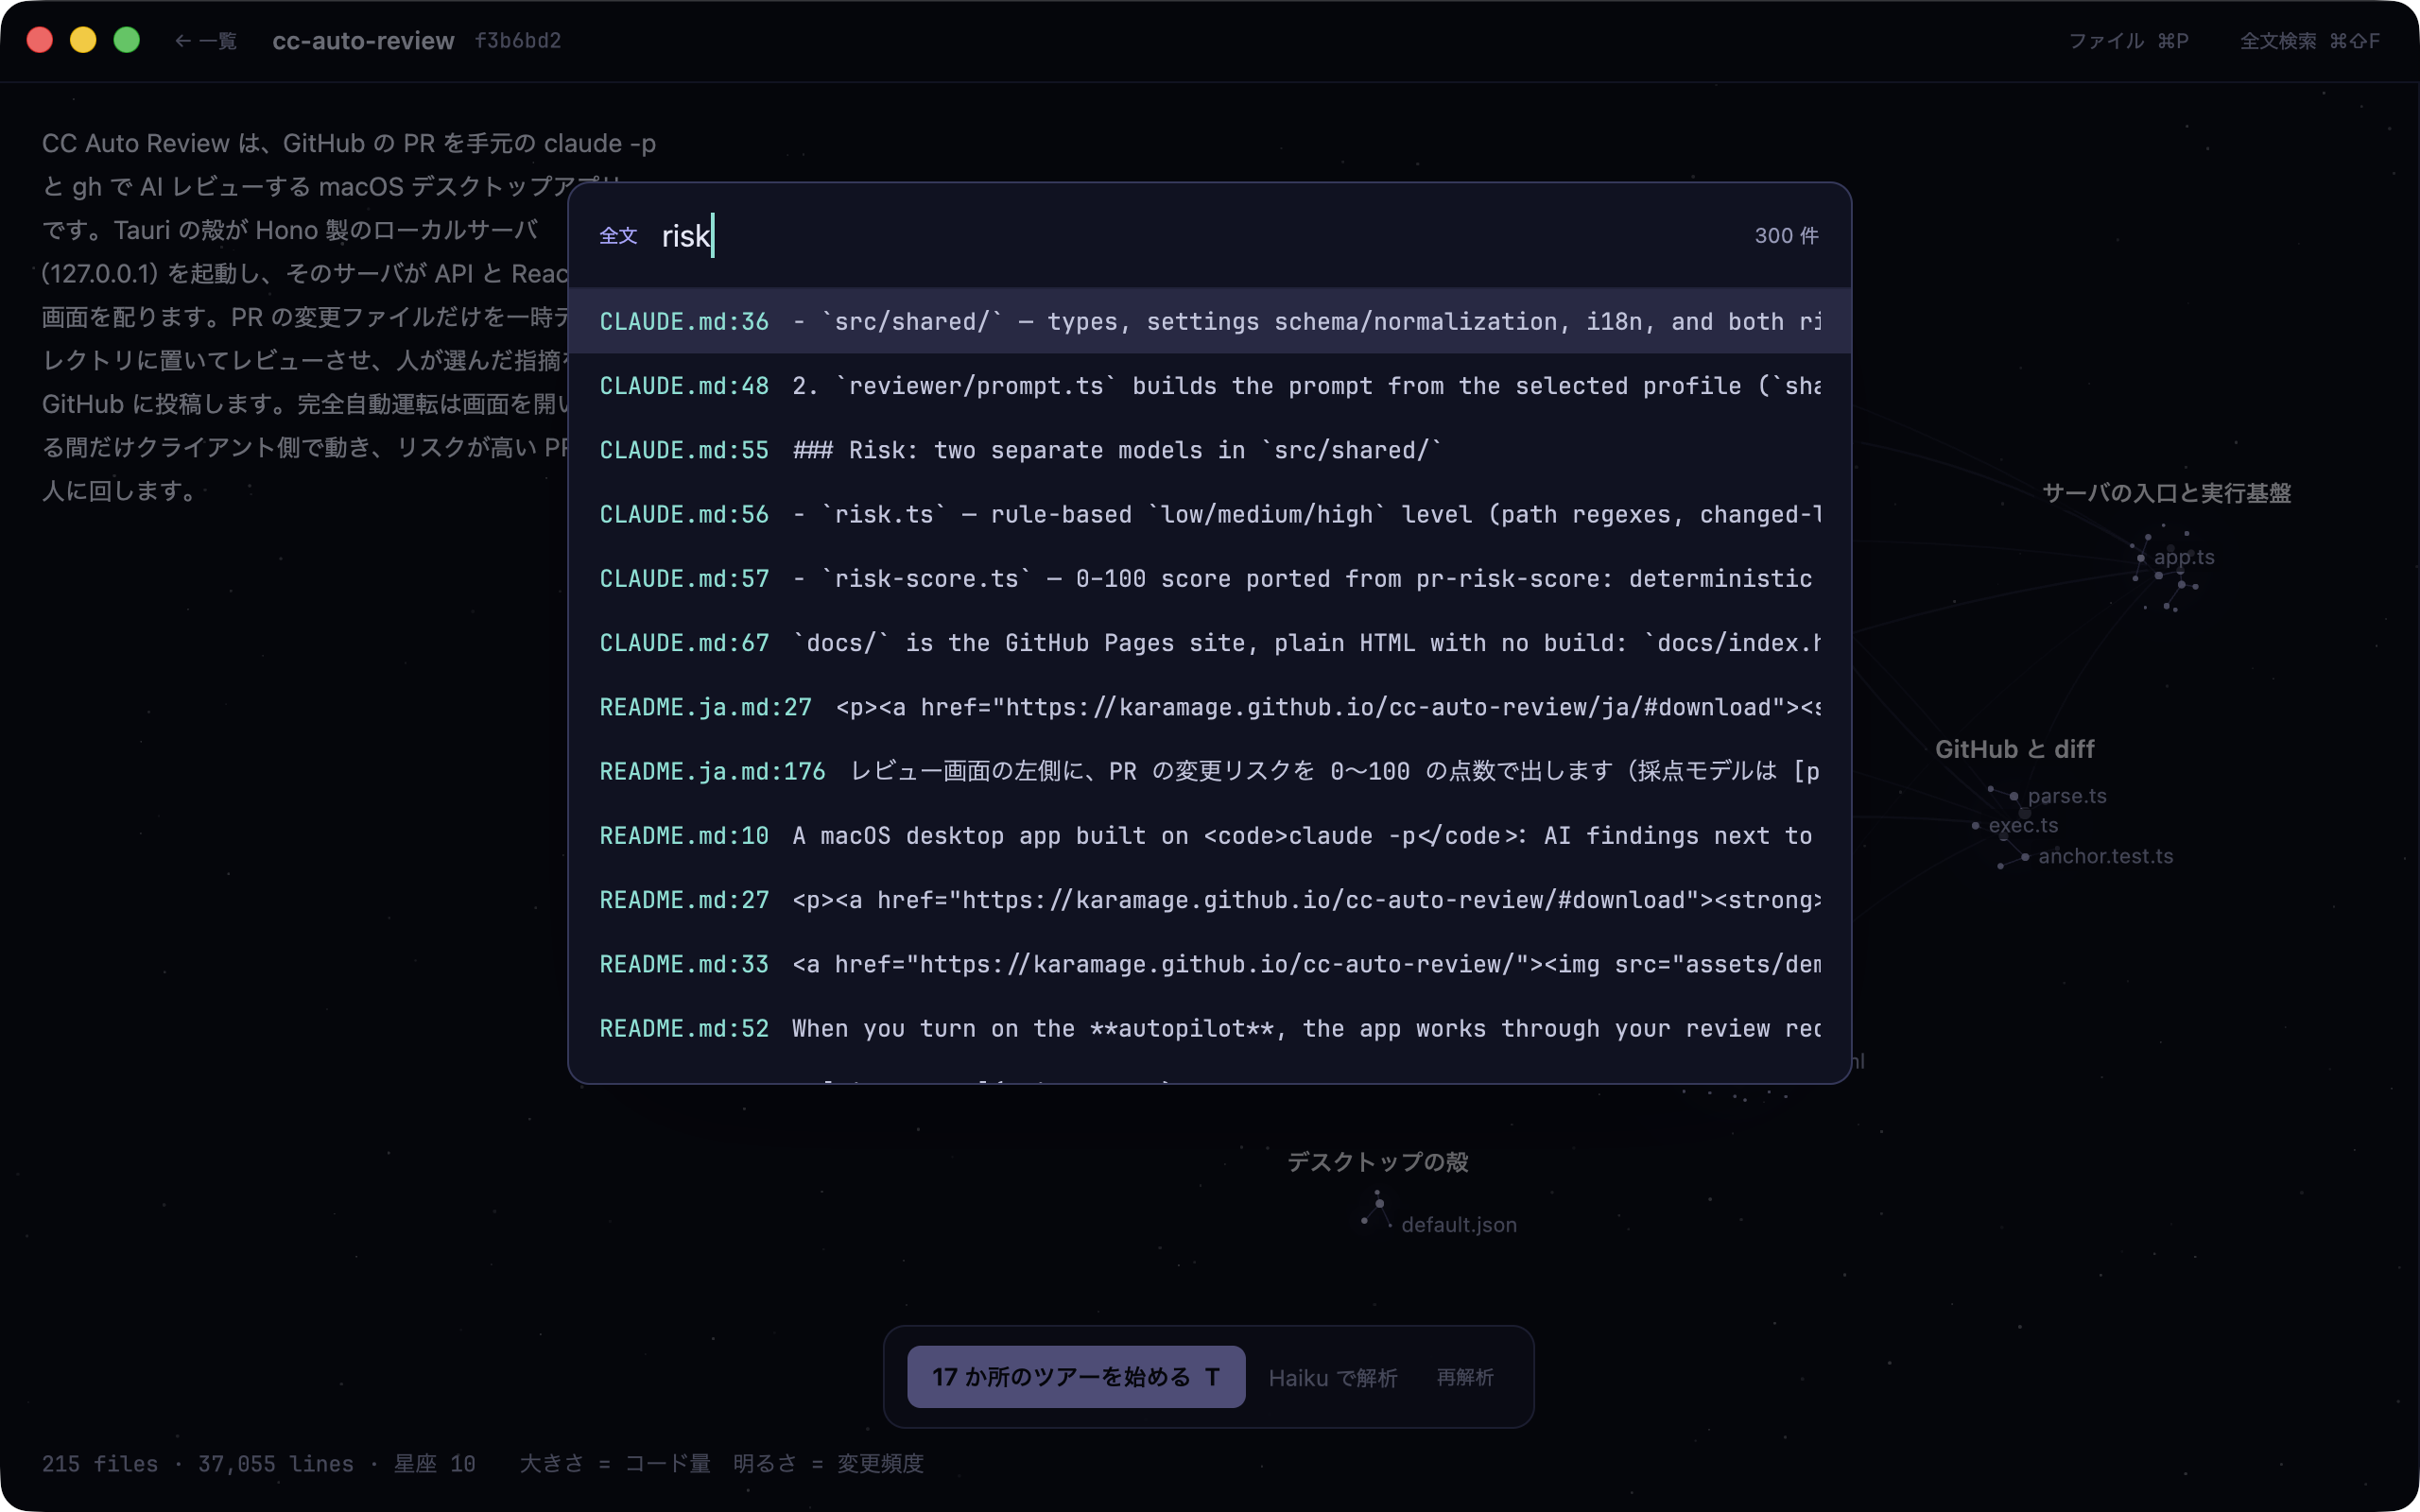 ← 一覧 cc-auto-review f3b6bd2 ファイル ⌘P 全文検索 ⌘⇧F
CC Auto Review は、GitHub の PR を手元の claude -p
と gh で AI レビューする macOS デスクトップアプリ
です。Tauri の殻が Hono 製のローカルサーバ
(127.0.0.1) を起動し、そのサーバが API と Reac
画面を配ります。PR の変更ファイルだけを一時デ
レクトリに置いてレビューさせ、人が選んだ指摘を
GitHub に投稿します。完全自動運転は画面を開い
る間だけクライアント側で動き、リスクが高い PR
人に回します。
全文 risk 300 件
CLAUDE.md:36 - `src/shared/` — types, settings schema/normalization, i18n, and both ri
CLAUDE.md:48 2. `reviewer/prompt.ts` builds the prompt from the selected profile (`sha
CLAUDE.md:55 ### Risk: two separate models in `src/shared/`
CLAUDE.md:56 - `risk.ts` — rule-based `low/medium/high` level (path regexes, changed-l
CLAUDE.md:57 - `risk-score.ts` — 0–100 score ported from pr-risk-score: deterministic
CLAUDE.md:67 `docs/` is the GitHub Pages site, plain HTML with no build: `docs/index.h
README.ja.md:27 <p><a href="https://karamage.github.io/cc-auto-review/ja/#download"><s
README.ja.md:176 レビュー画面の左側に、PR の変更リスクを 0〜100 の点数で出します（採点モデルは [p
README.md:10 A macOS desktop app built on <code>claude -p</code>: AI findings next to
README.md:27 <p><a href="https://karamage.github.io/cc-auto-review/#download"><strong>
README.md:33 <a href="https://karamage.github.io/cc-auto-review/"><img src="assets/dem
README.md:52 When you turn on the **autopilot**, the app works through your review req
サーバの入口と実行基盤
app.ts
GitHub と diff
parse.ts
exec.ts
anchor.test.ts
デスクトップの殻
default.json
17 か所のツアーを始める T Haiku で解析 再解析
215 files · 37,055 lines · 星座 10 大きさ = コード量 明るさ = 変更頻度